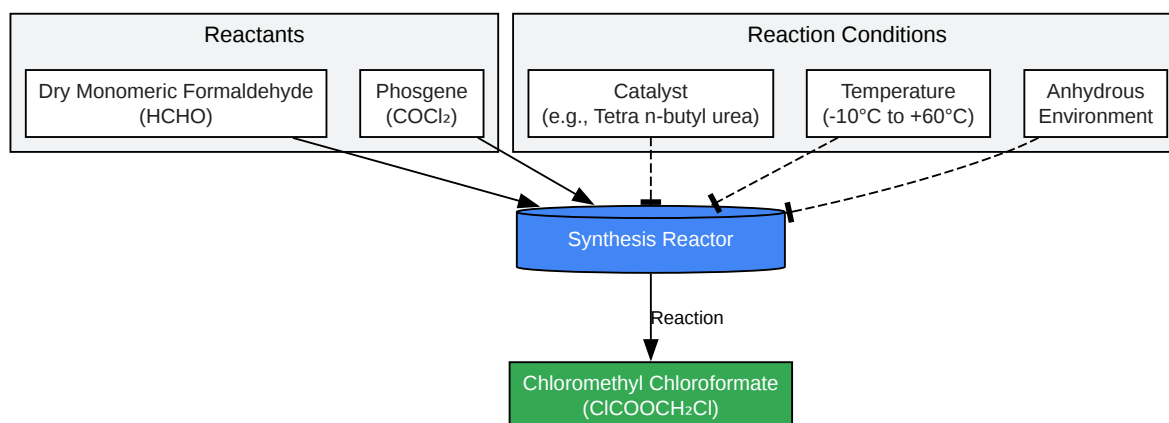 Reactants
Reaction Conditions
Dry Monomeric Formaldehyde
(HCHO)
Phosgene
(COCl₂)
Catalyst
(e.g., Tetra n-butyl urea)
Temperature
(-10°C to +60°C)
Anhydrous
Environment
Synthesis Reactor
Reaction
Chloromethyl Chloroformate
(ClCOOCH₂Cl)